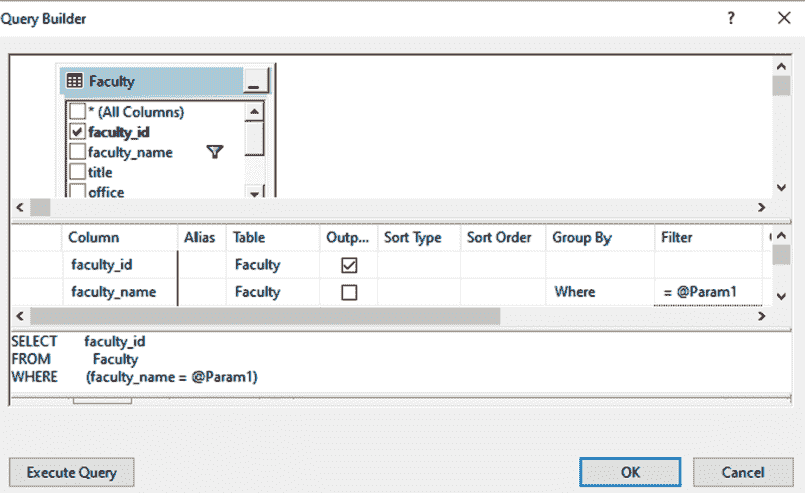 Query Builder ? ×
Faculty
* (All Columns)
faculty_id
faculty_name
title
office
Column Alias Table Outp... Sort Type Sort Order Group By Filter
faculty_id Faculty
faculty_name Faculty Where = @Param1
SELECT faculty_id
FROM Faculty
WHERE (faculty_name = @Param1)
Execute Query OK Cancel